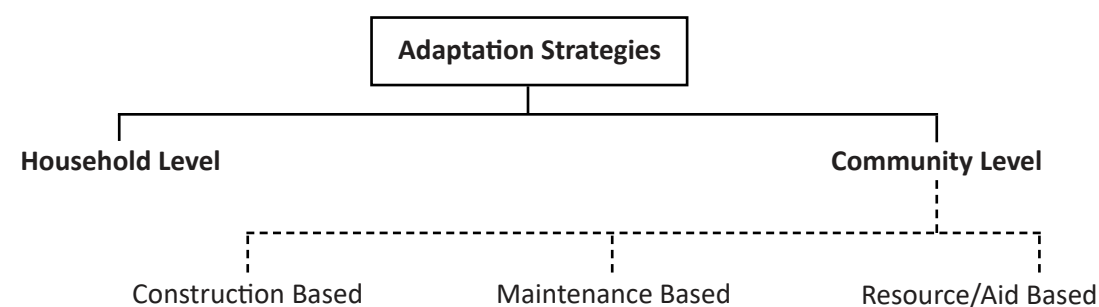 Adaptation Strategies
Household Level
Community Level
Construction Based
Maintenance Based
Resource/Aid Based